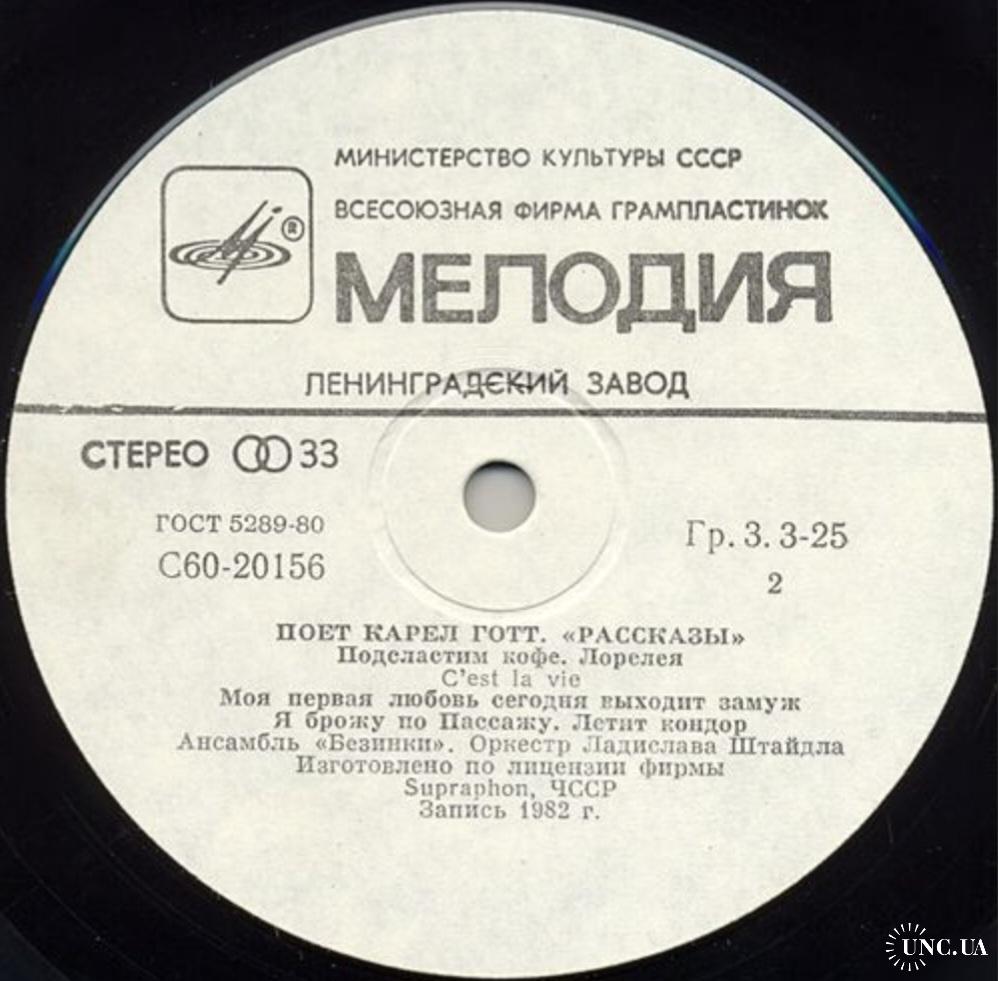 МИНИСТЕРСТВО КУЛЬТУРЫ СССР
ВСЕСОЮЗНАЯ ФИРМА ГРАМПЛАСТИНОК
®
МЕЛОДИЯ
ЛЕНИНГРАДСКИЙ ЗАВОД
СТЕРЕО 33
ГОСТ 5289-80
С60-20156
Гр. 3. 3-25
2
ПОЕТ КАРЕЛ ГОТТ. «РАССКАЗЫ»
Подсластим кофе. Лорелея
C'est la vie
Моя первая любовь сегодня выходит замуж
Я брожу по Пассажу. Летит кондор
Ансамбль «Безинки». Оркестр Ладислава Штайдла
Изготовлено по лицензии фирмы
Supraphon, ЧССР
Запись 1982 г.
UNC.UA